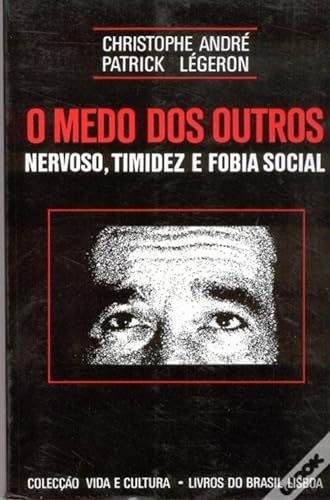 CHRISTOPHE ANDRÉ
PATRICK LÉGERON
O MEDO DOS OUTROS
NERVOSO, TIMIDEZ E FOBIA SOCIAL
COLECÇÃO VIDA E CULTURA • LIVROS DO BRASIL, LISBOA